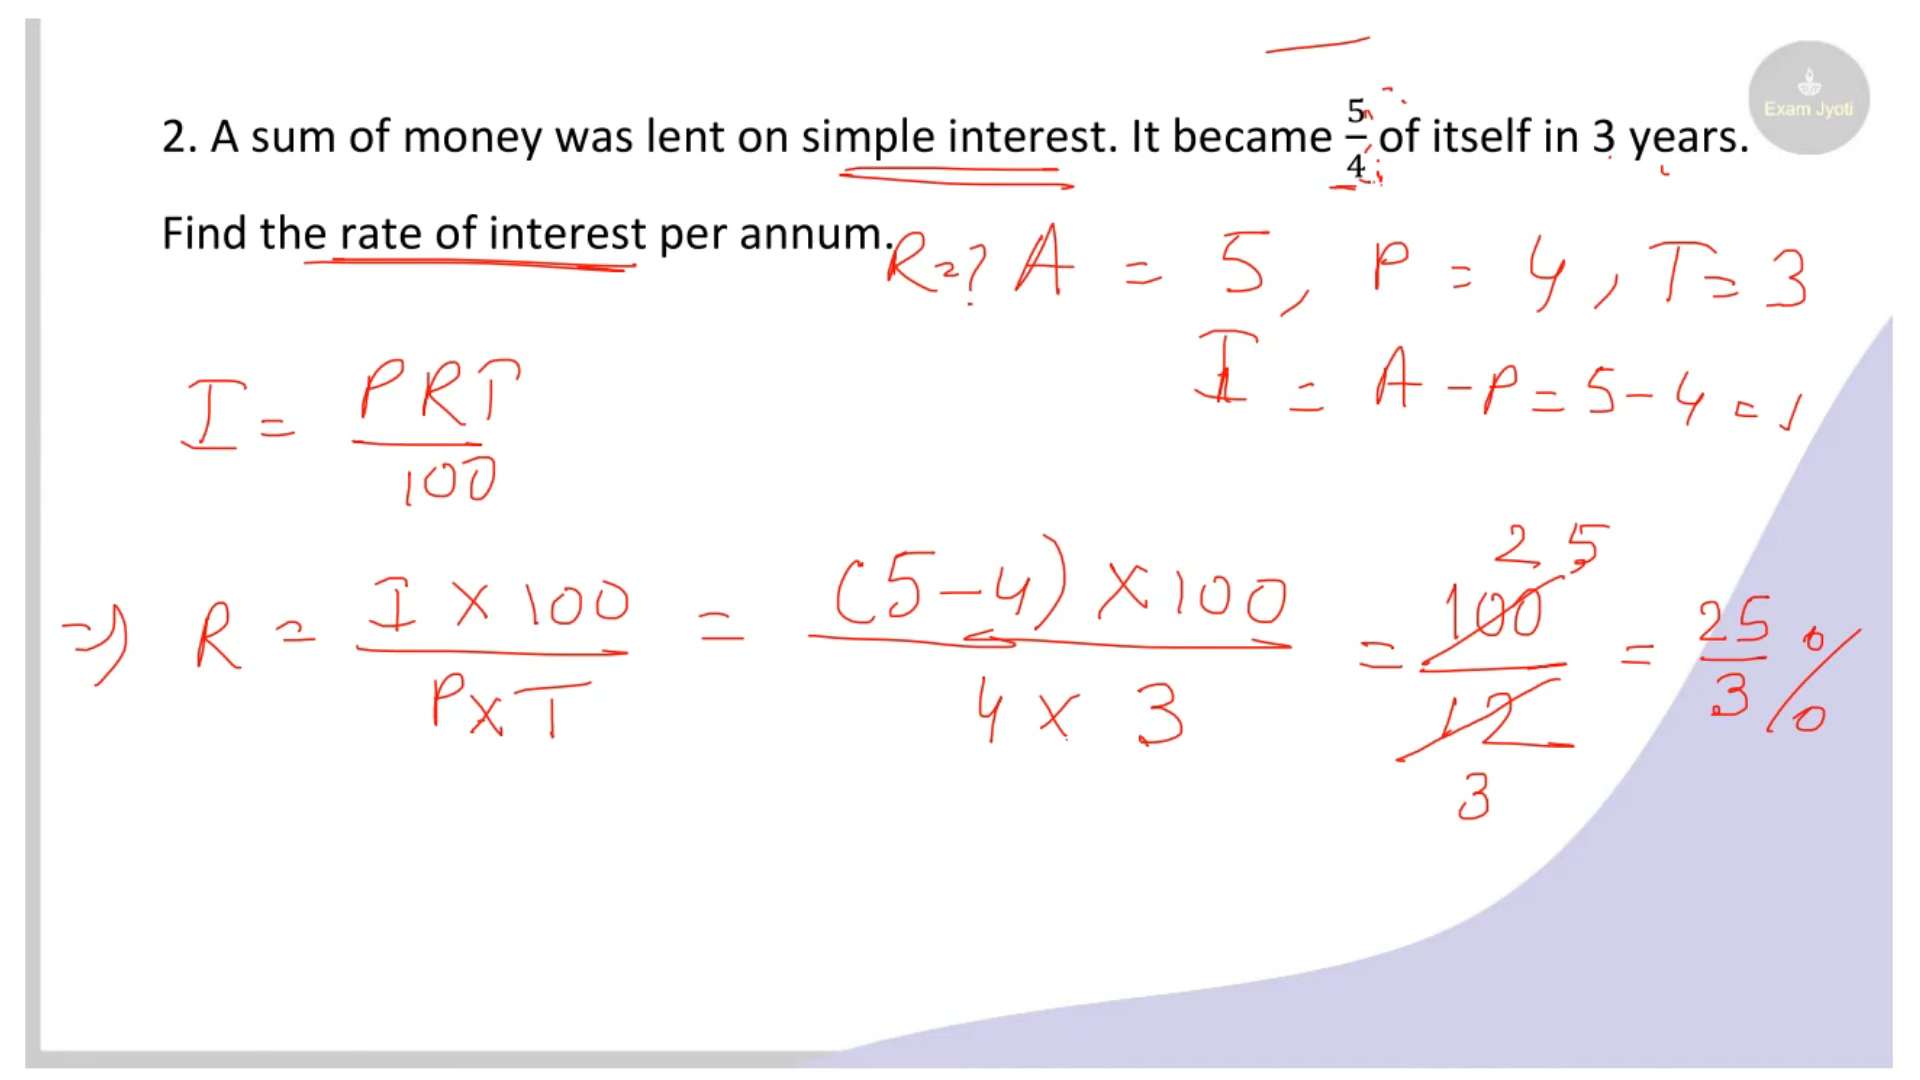 Exam Jyoti
2. A sum of money was lent on simple interest. It became 5/4 of itself in 3 years.
Find the rate of interest per annum.
R=? A = 5, P = 4, T= 3
I = A - P = 5 - 4 = 1
I = PRT/100
=> R = I × 100 / P×T = (5-4) × 100 / 4 × 3 = 100/12 = 25/3 %
25
3